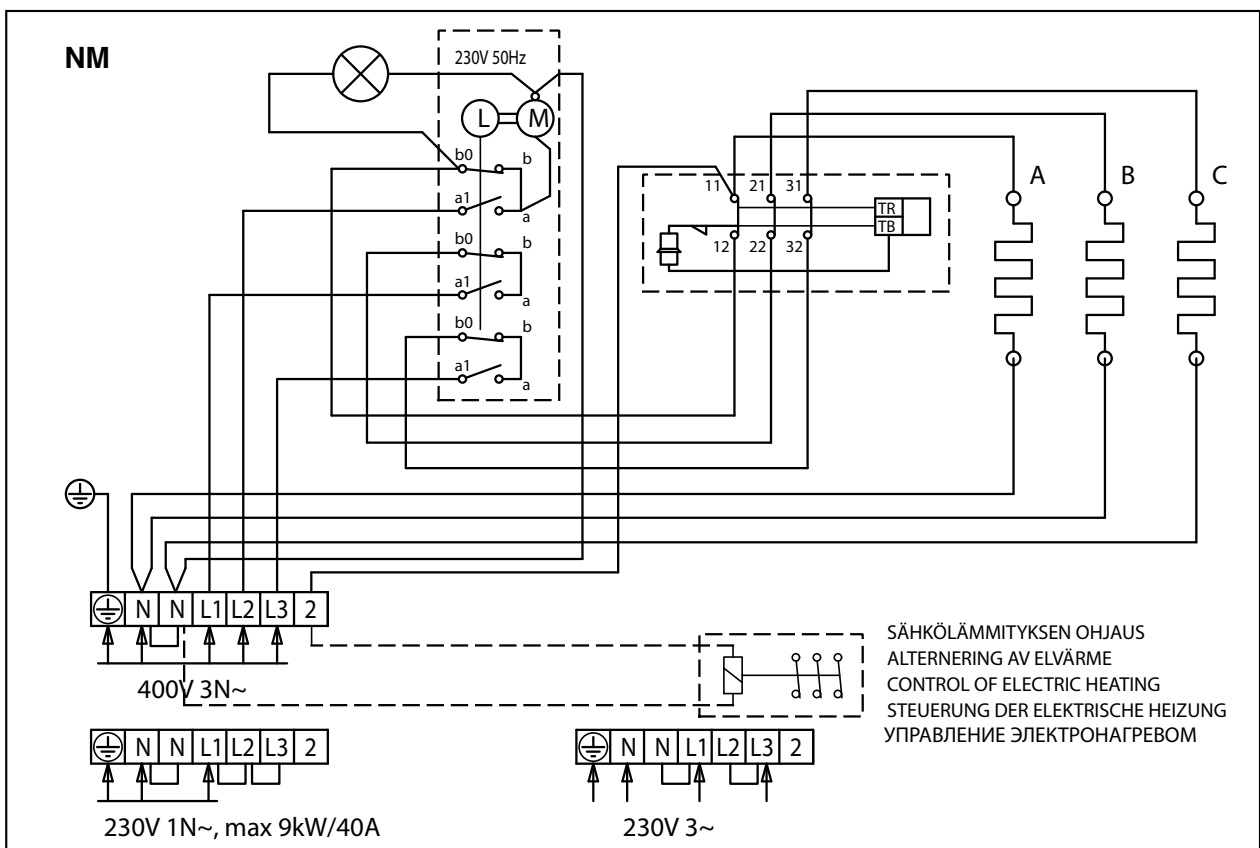 NM
230V 50Hz
L M
b0 b
a1 a
b0 b
a1 a
b0 b
a1 a
11 21 31
12 22 32
TR
TB
A B C
N N L1 L2 L3 2
400V 3N~
SÄHKÖLÄMMITYKSEN OHJAUS
ALTERNERING AV ELVÄRME
CONTROL OF ELECTRIC HEATING
STEUERUNG DER ELEKTRISCHE HEIZUNG
УПРАВЛЕНИЕ ЭЛЕКТРОНАГРЕВОМ
N N L1 L2 L3 2
230V 1N~, max 9kW/40A
N N L1 L2 L3 2
230V 3~